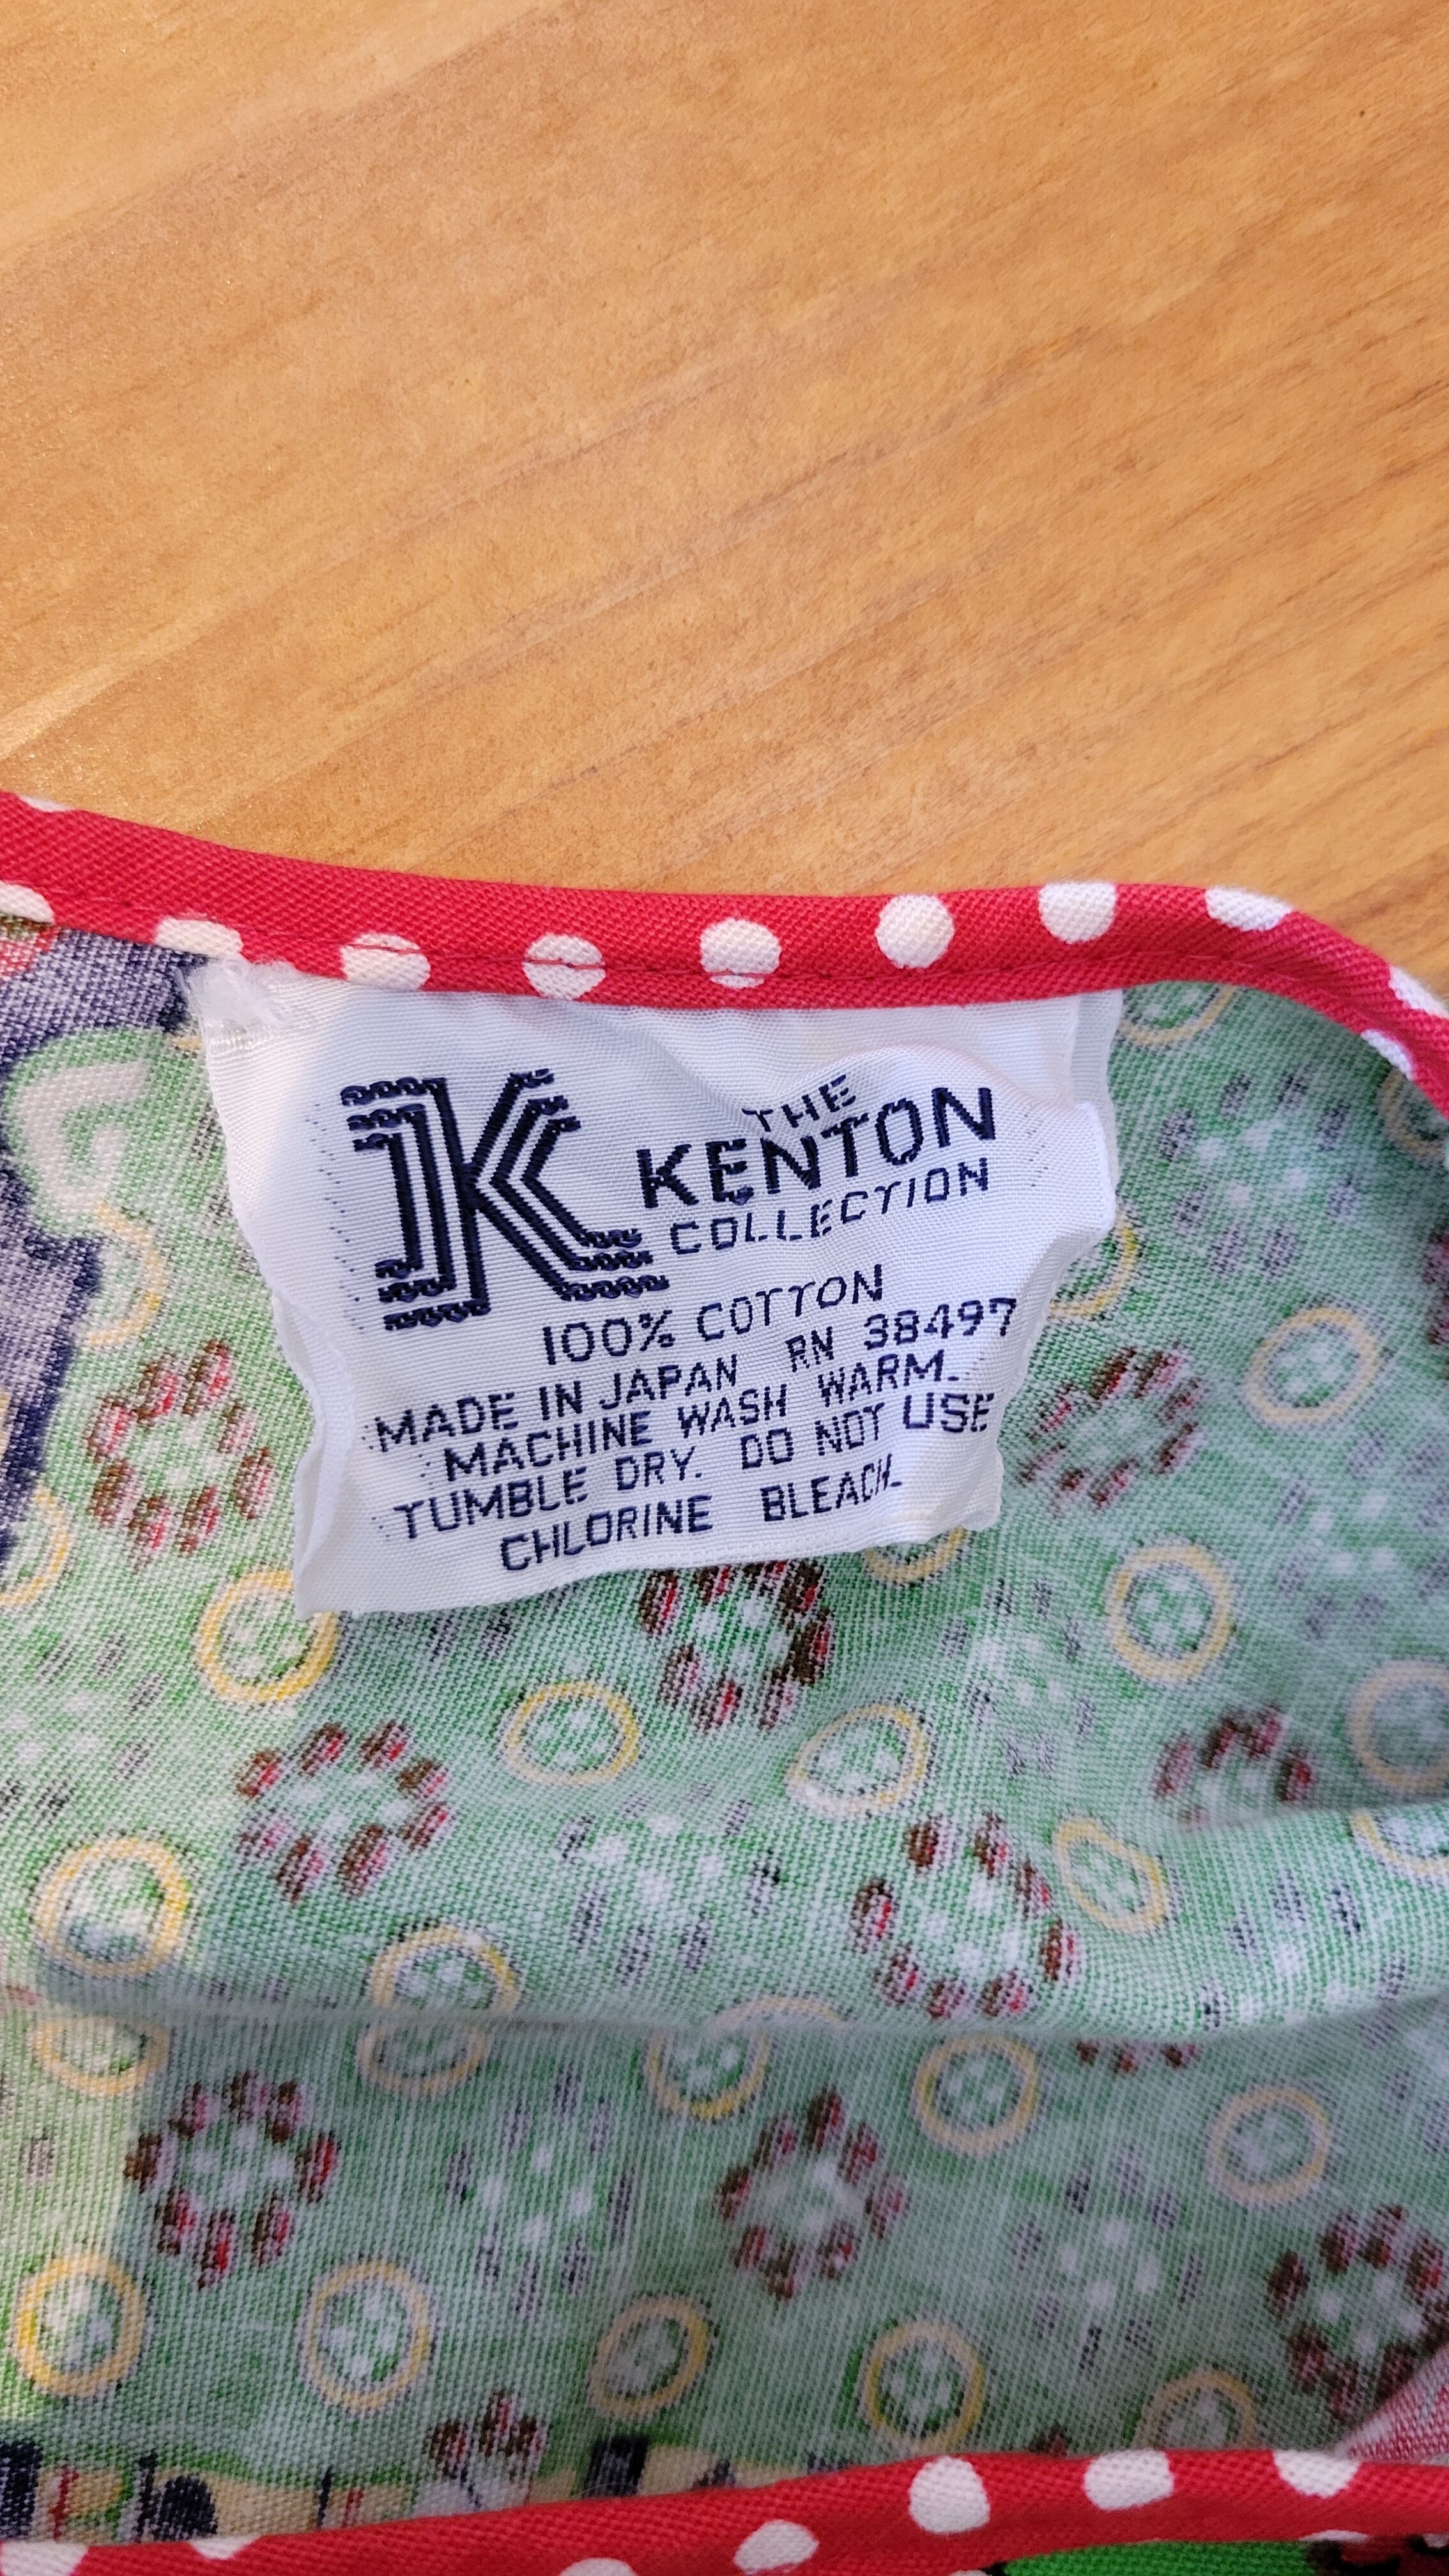 K
THE
KENTON
COLLECTION
100% COTTON
MADE IN JAPAN RN 38497
MACHINE WASH WARM.
TUMBLE DRY. DO NOT USE
CHLORINE BLEACH.